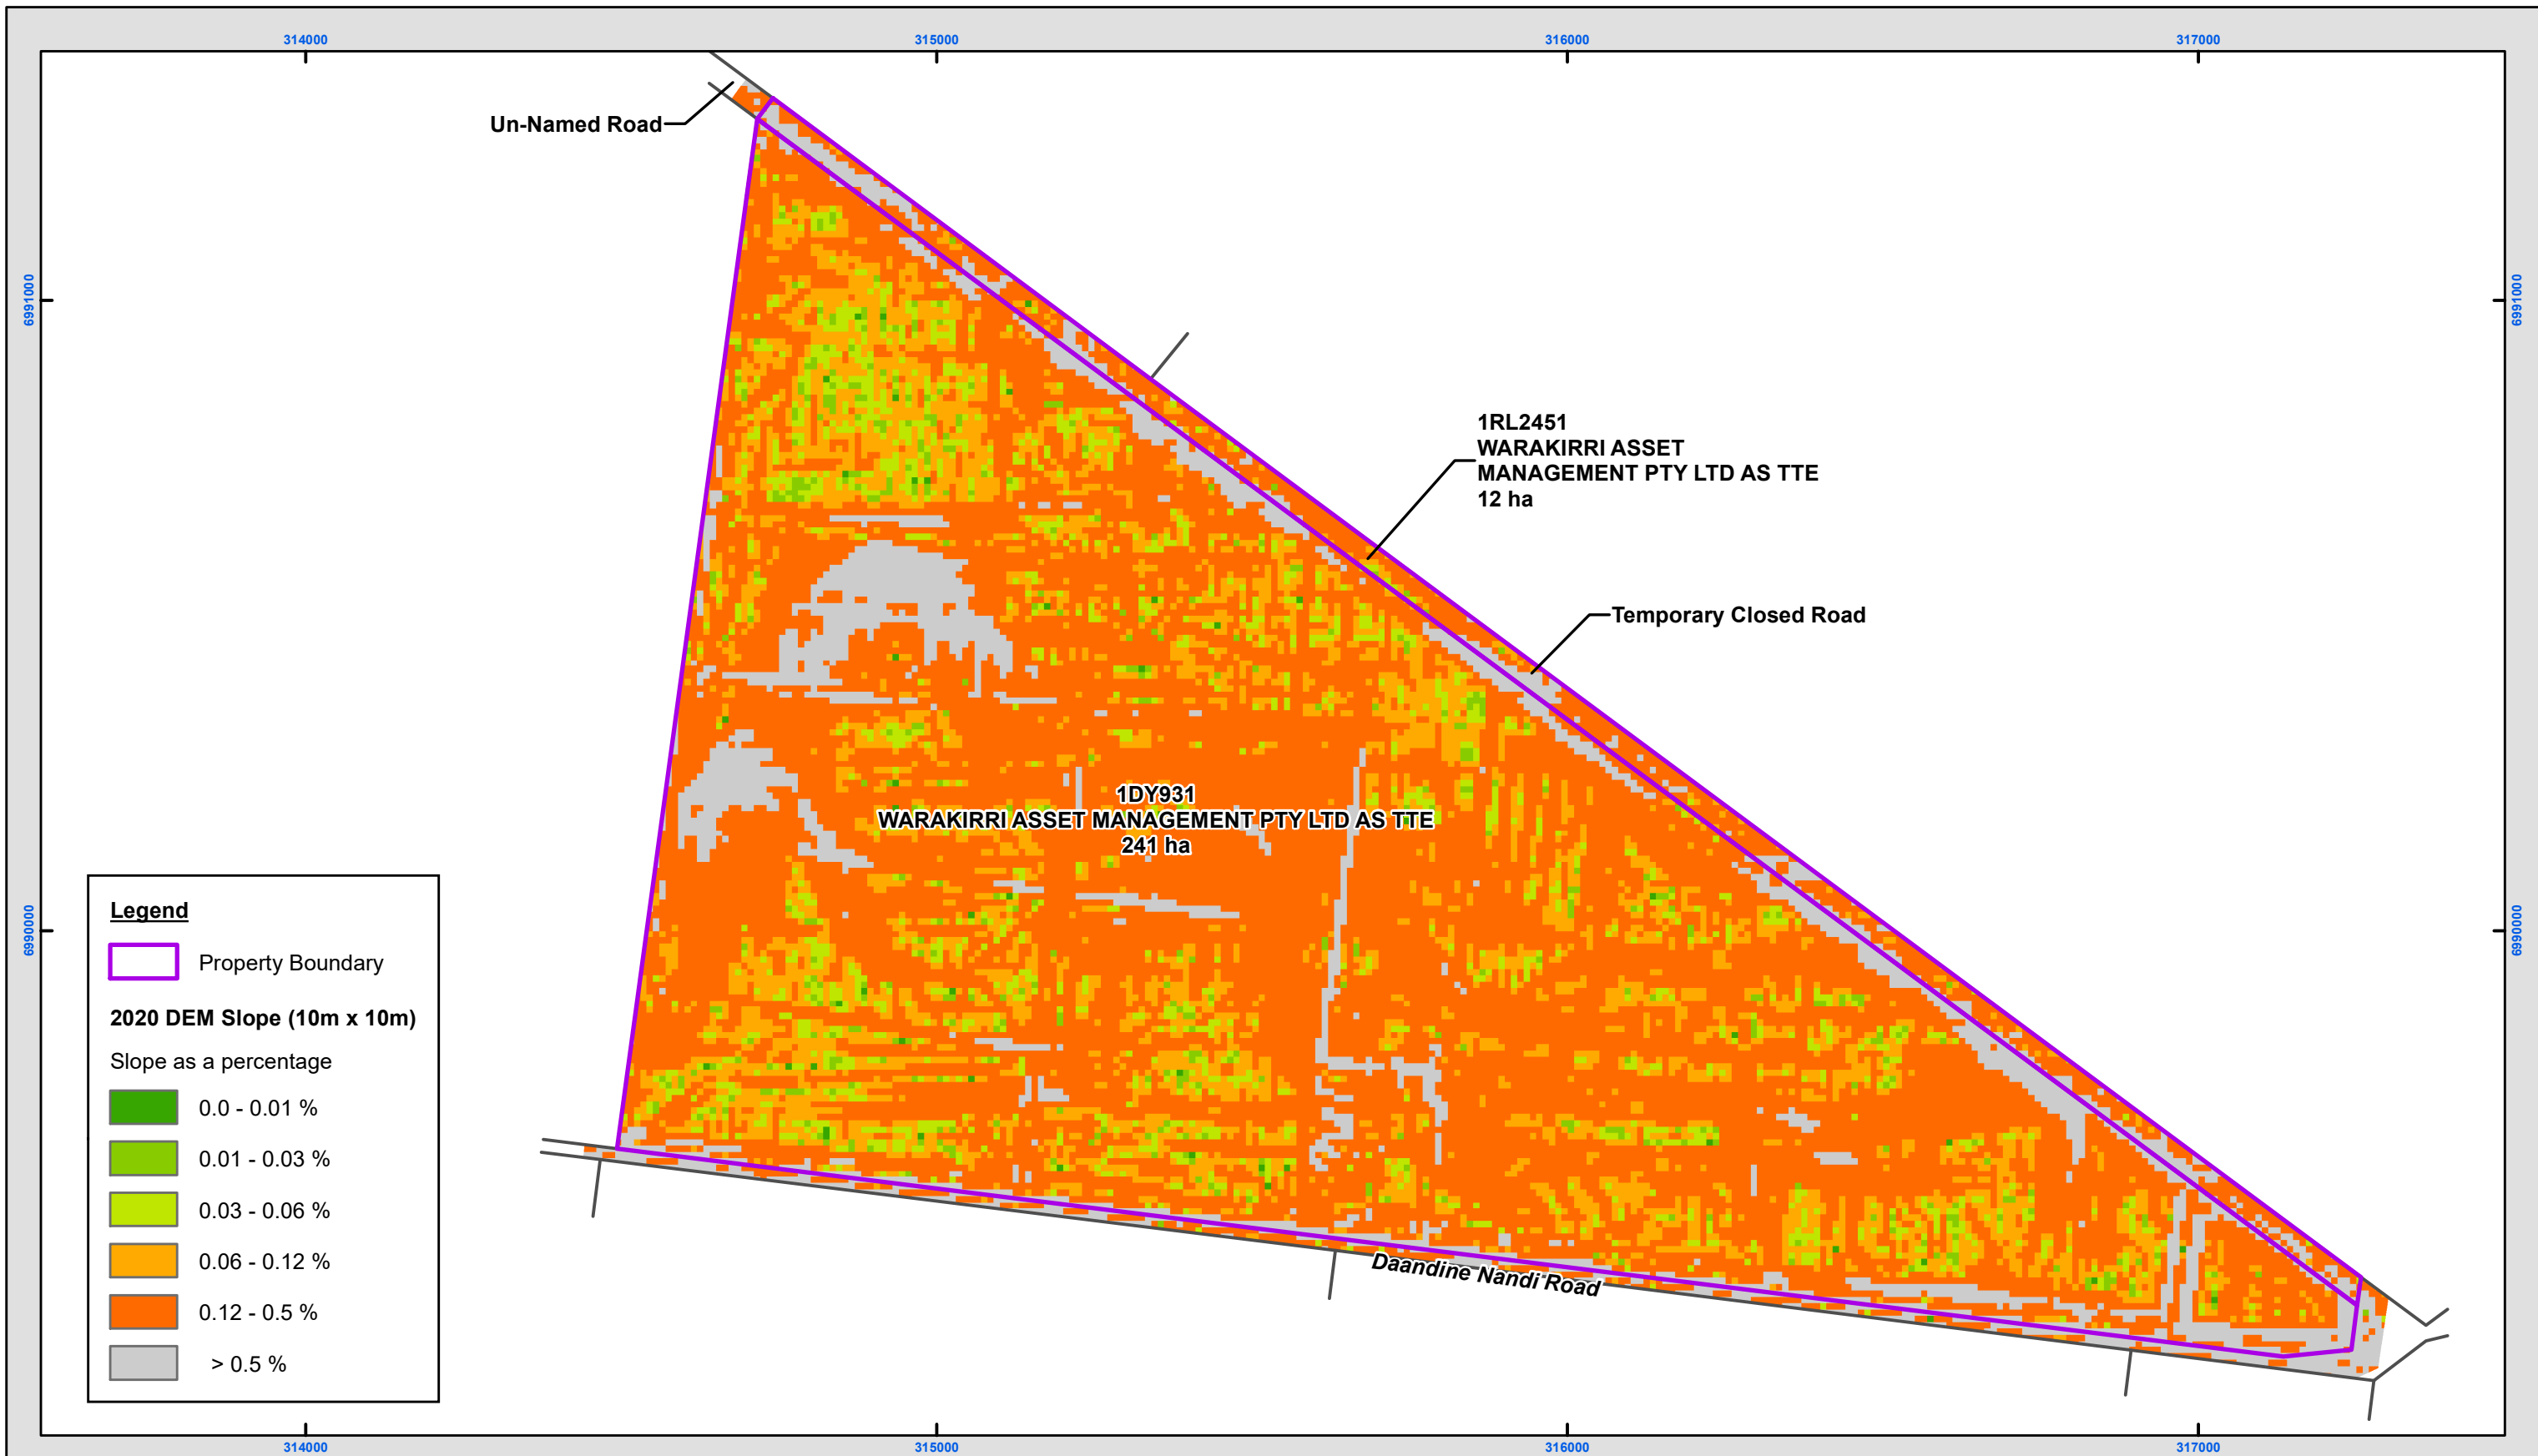 314000
315000
316000
317000
Un-Named Road
6991000
6991000
1RL2451
WARAKIRRI ASSET
MANAGEMENT PTY LTD AS TTE
12 ha
Temporary Closed Road
1DY931
WARAKIRRI ASSET MANAGEMENT PTY LTD AS TTE
241 ha
6990000
6990000
Legend
Property Boundary
2020 DEM Slope (10m x 10m)
Slope as a percentage
0.0 - 0.01 %
0.01 - 0.03 %
0.03 - 0.06 %
0.06 - 0.12 %
0.12 - 0.5 %
> 0.5 %
Daandine Nandi Road
314000
315000
316000
317000